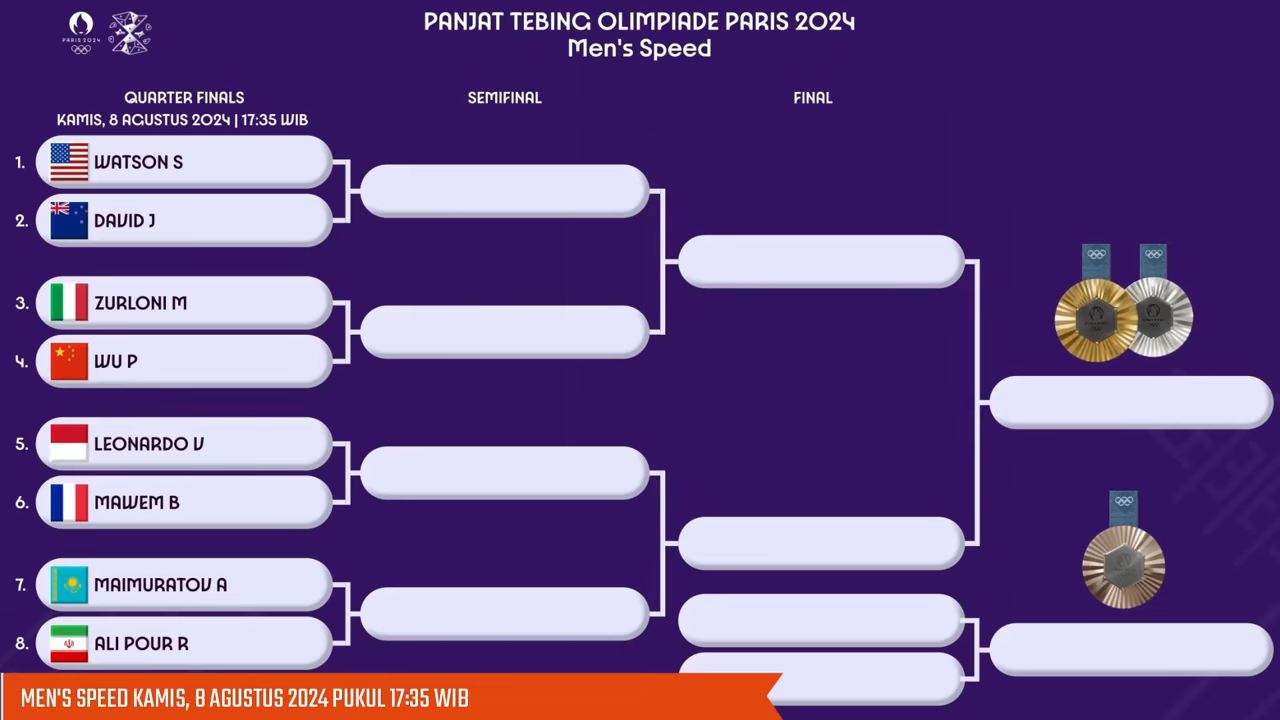 PARIS 2024
PANJAT TEBING OLIMPIADE PARIS 2024
Men's Speed
QUARTER FINALS
KAMIS, 8 AGUSTUS 2024 | 17:35 WIB
SEMIFINAL
FINAL
1. WATSON S
2. DAVID J
3. ZURLONI M
4. WU P
5. LEONARDO V
6. MAWEM B
7. MAIMURATOV A
8. ALI POUR R
MEN'S SPEED KAMIS, 8 AGUSTUS 2024 PUKUL 17:35 WIB